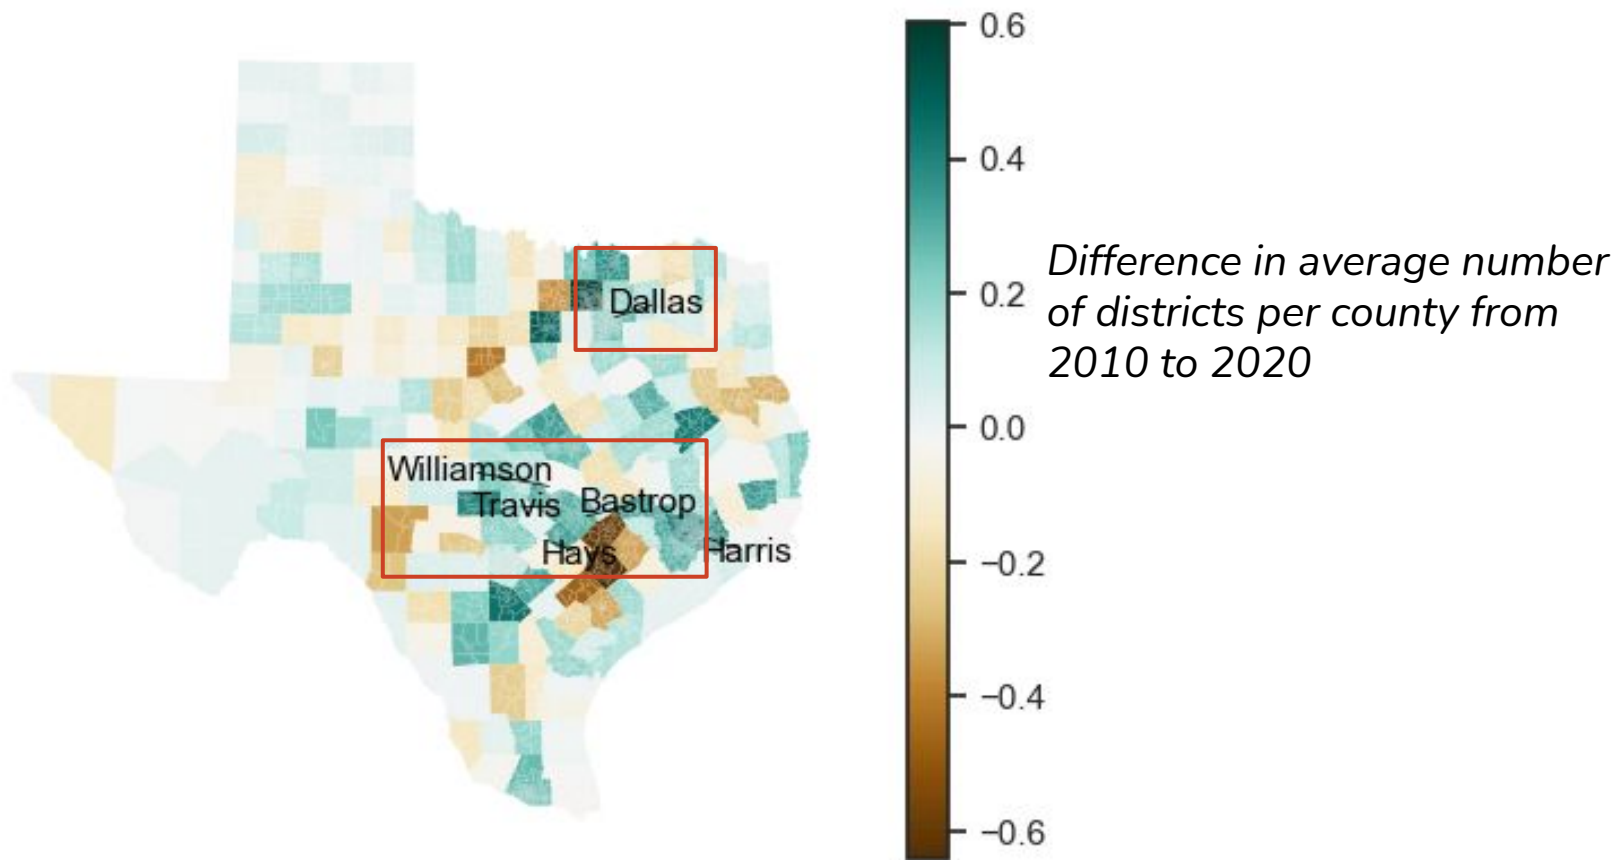 Dallas
Williamson
Travis
Bastrop
Hays
Harris
0.6
0.4
0.2
0.0
−0.2
−0.4
−0.6
Difference in average number
of districts per county from
2010 to 2020